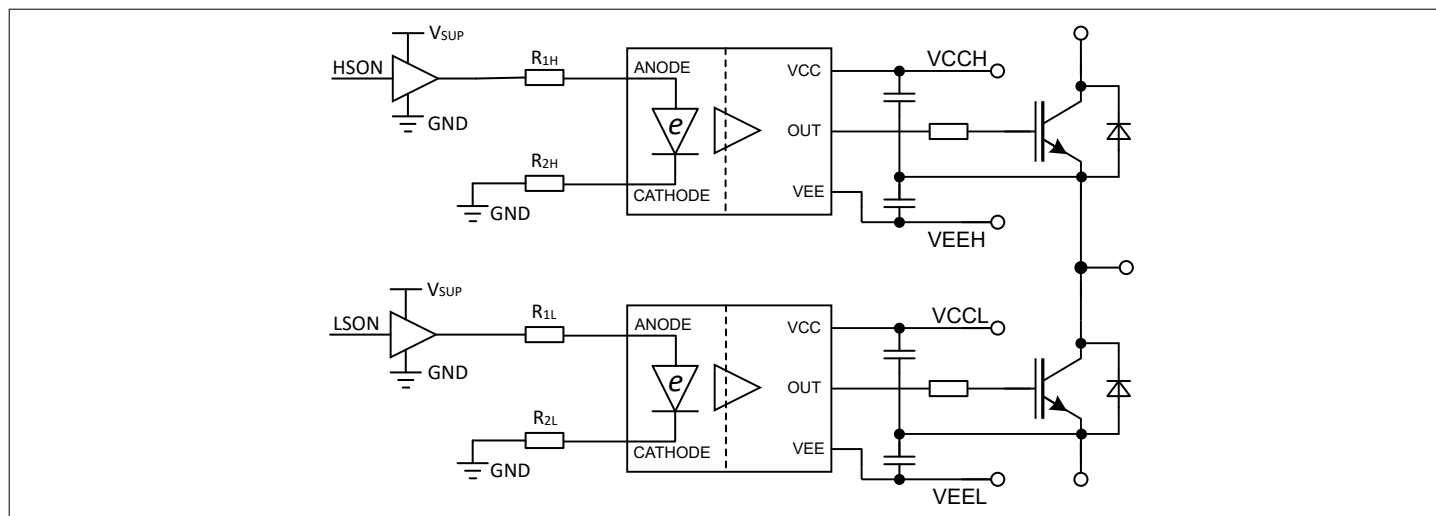 VSUP
HSON
R1H
GND
R2H
GND
ANODE
e
CATHODE
VCC
OUT
VEE
VCCH
VEEH
VSUP
LSON
R1L
GND
R2L
GND
ANODE
e
CATHODE
VCC
OUT
VEE
VCCL
VEEL